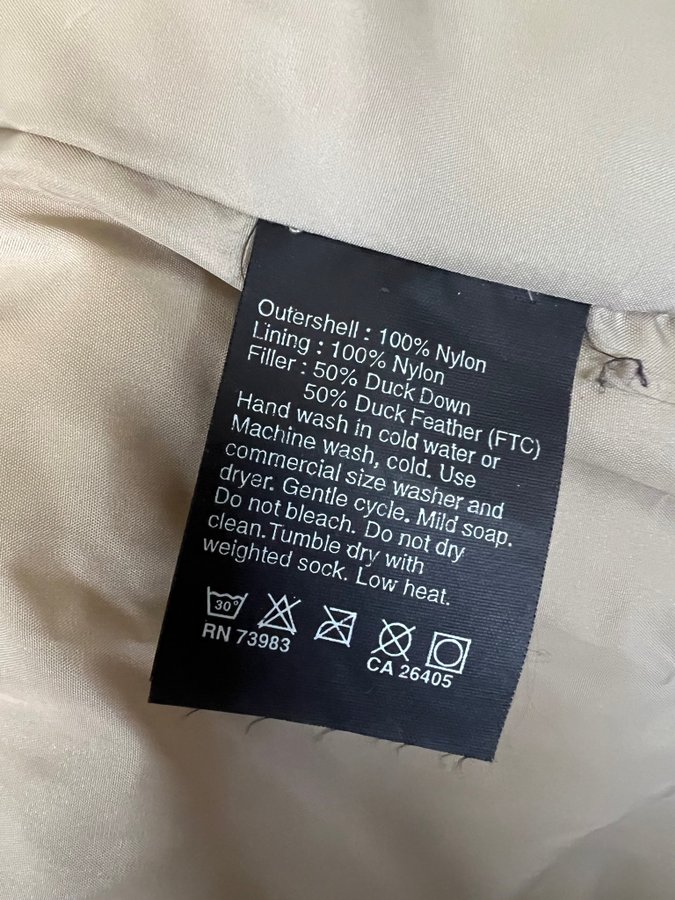 Outershell : 100% Nylon
Lining : 100% Nylon
Filler : 50% Duck Down
50% Duck Feather (FTC)
Hand wash in cold water or
Machine wash, cold. Use
commercial size washer and
dryer. Gentle cycle. Mild soap.
Do not bleach. Do not dry
clean.Tumble dry with
weighted sock. Low heat.
30°
RN 73983
CA 26405